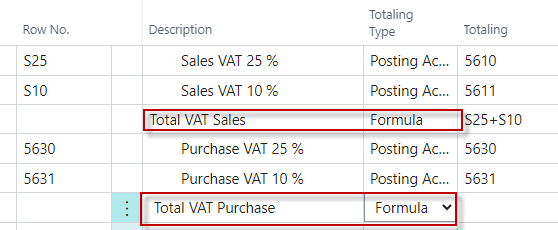 Row No. Description Totaling Type Totaling
S25 Sales VAT 25 % Posting Ac... 5610
S10 Sales VAT 10 % Posting Ac... 5611
Total VAT Sales Formula S25+S10
5630 Purchase VAT 25 % Posting Ac... 5630
5631 Purchase VAT 10 % Posting Ac... 5631
Total VAT Purchase Formula